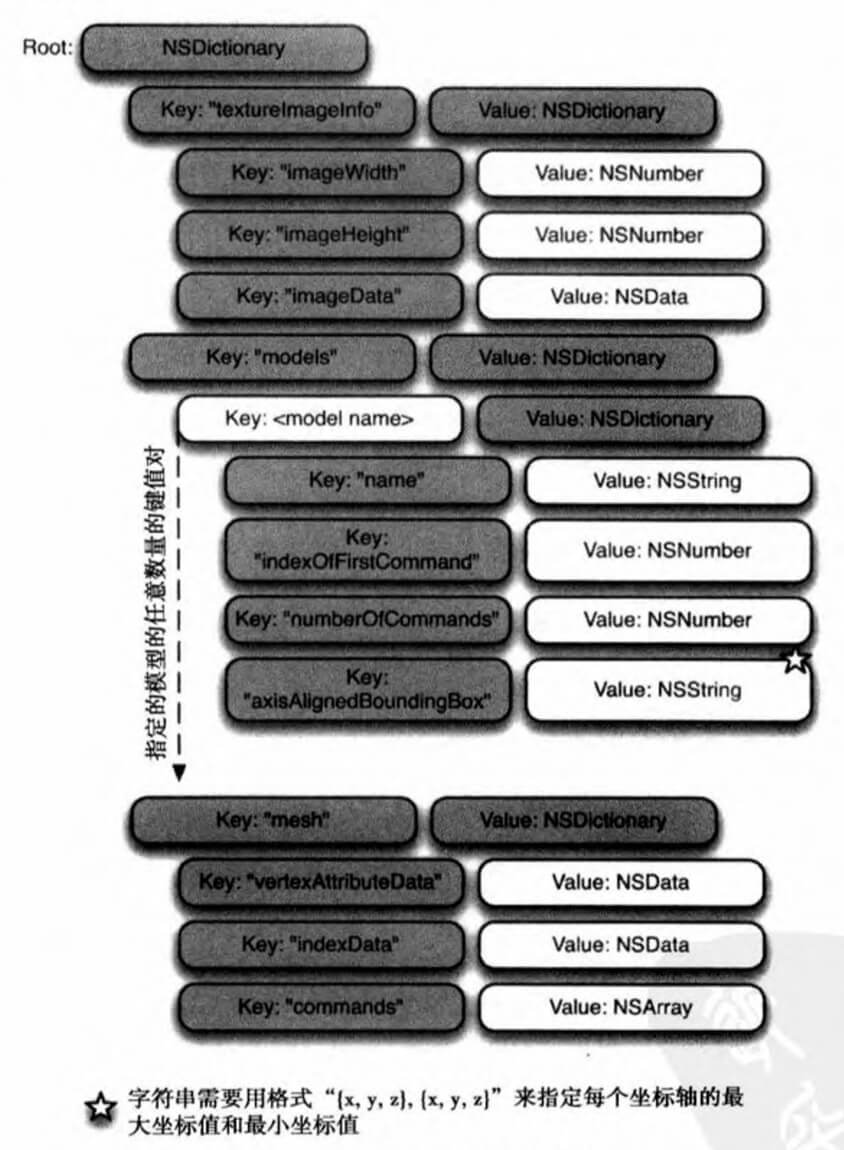 Root: NSDictionary
Key: "textureImageInfo" Value: NSDictionary
Key: "imageWidth" Value: NSNumber
Key: "imageHeight" Value: NSNumber
Key: "imageData" Value: NSData
Key: "models" Value: NSDictionary
Key: <model name> Value: NSDictionary
Key: "name" Value: NSString
Key:
"indexOfFirstCommand" Value: NSNumber
Key: "numberOfCommands" Value: NSNumber
Key:
"axisAlignedBoundingBox" Value: NSString
指定的模型的任意数量的键值对
Key: "mesh" Value: NSDictionary
Key: "vertexAttributeData" Value: NSData
Key: "indexData" Value: NSData
Key: "commands" Value: NSArray
字符串需要用格式“{x, y, z}, {x, y, z}”来指定每个坐标轴的最
大坐标值和最小坐标值